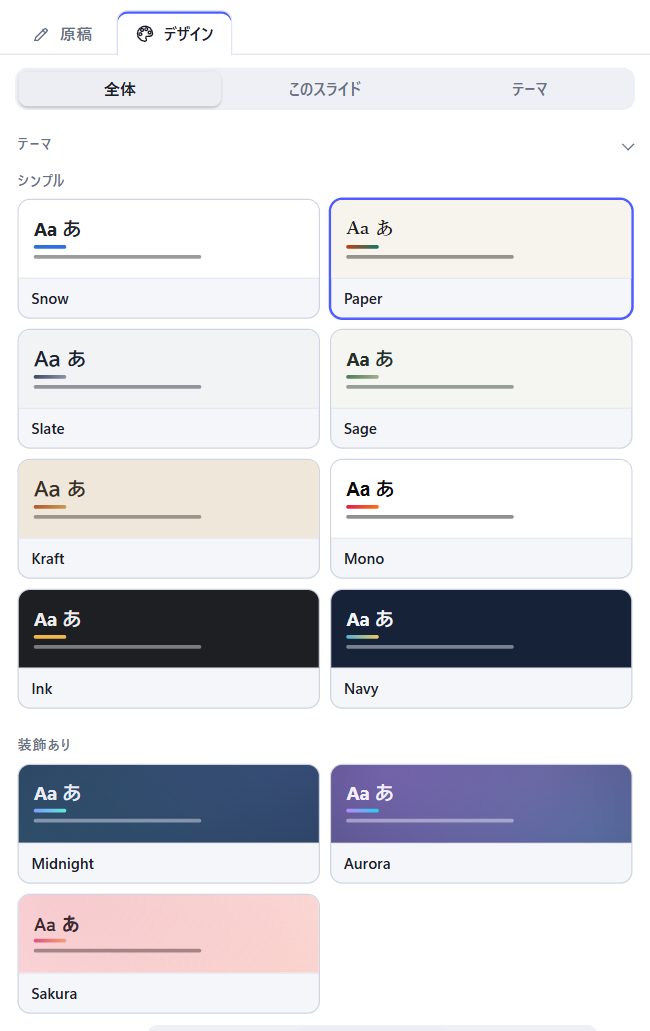 原稿 デザイン
全体 このスライド テーマ
テーマ
シンプル
Aa あ Aa あ
Snow Paper
Aa あ Aa あ
Slate Sage
Aa あ Aa あ
Kraft Mono
Aa あ Aa あ
Ink Navy
装飾あり
Aa あ Aa あ
Midnight Aurora
Aa あ
Sakura